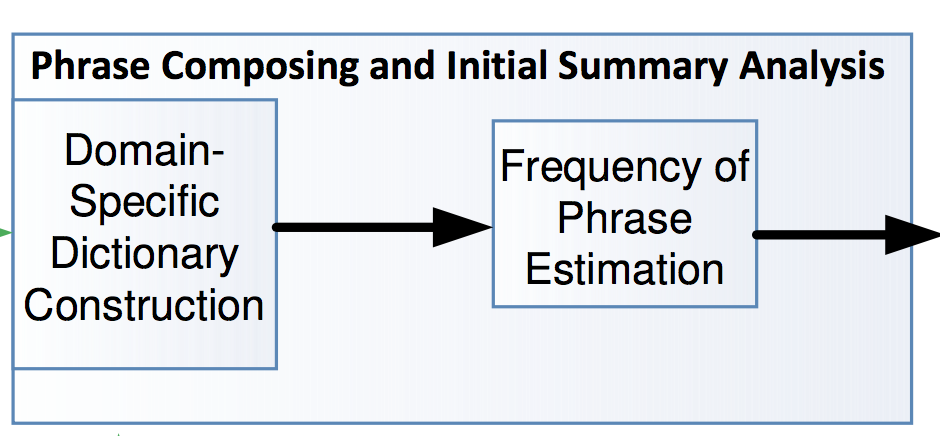 Phrase Composing and Initial Summary Analysis
Domain-
Specific
Dictionary
Construction
Frequency of
Phrase
Estimation